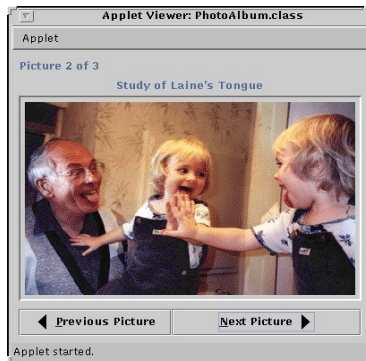 Applet Viewer: PhotoAlbum.class
Applet
Picture 2 of 3
Study of Laine's Tongue
Previous Picture
Next Picture
Applet started.